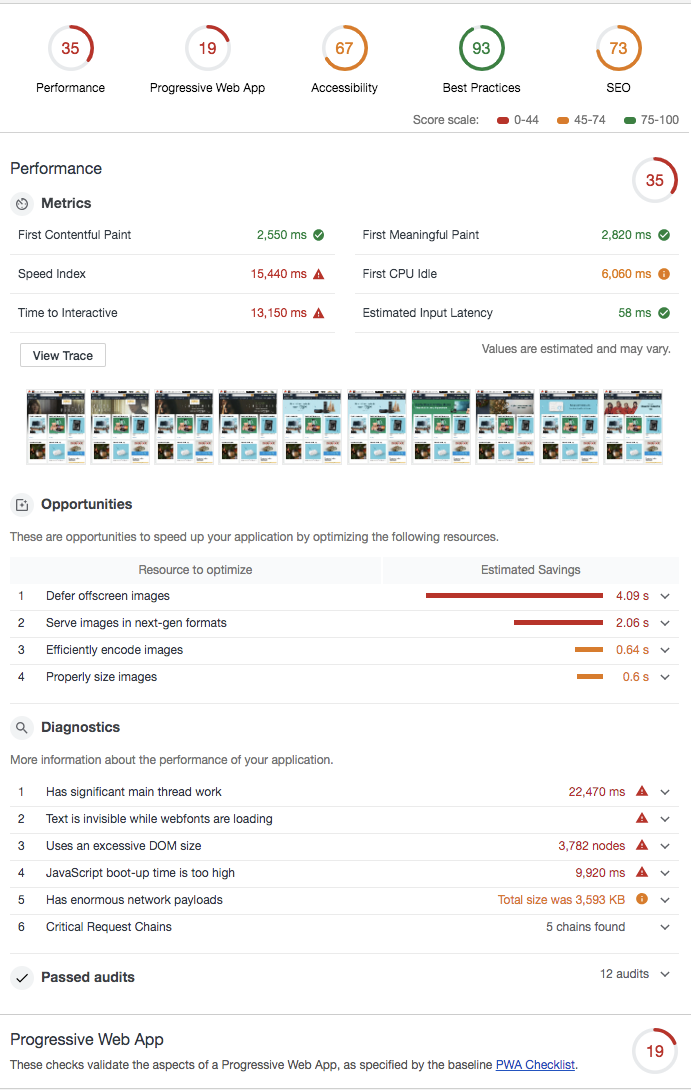 35 19 67 93 73
Performance Progressive Web App Accessibility Best Practices SEO
Score scale: 0-44 45-74 75-100
Performance 35
Metrics
First Contentful Paint 2,550 ms First Meaningful Paint 2,820 ms
Speed Index 15,440 ms First CPU Idle 6,060 ms
Time to Interactive 13,150 ms Estimated Input Latency 58 ms
View Trace Values are estimated and may vary.
Opportunities
These are opportunities to speed up your application by optimizing the following resources.
Resource to optimize Estimated Savings
1 Defer offscreen images 4.09 s
2 Serve images in next-gen formats 2.06 s
3 Efficiently encode images 0.64 s
4 Properly size images 0.6 s
Diagnostics
More information about the performance of your application.
1 Has significant main thread work 22,470 ms
2 Text is invisible while webfonts are loading
3 Uses an excessive DOM size 3,782 nodes
4 JavaScript boot-up time is too high 9,920 ms
5 Has enormous network payloads Total size was 3,593 KB
6 Critical Request Chains 5 chains found
Passed audits 12 audits
Progressive Web App 19
These checks validate the aspects of a Progressive Web App, as specified by the baseline PWA Checklist.